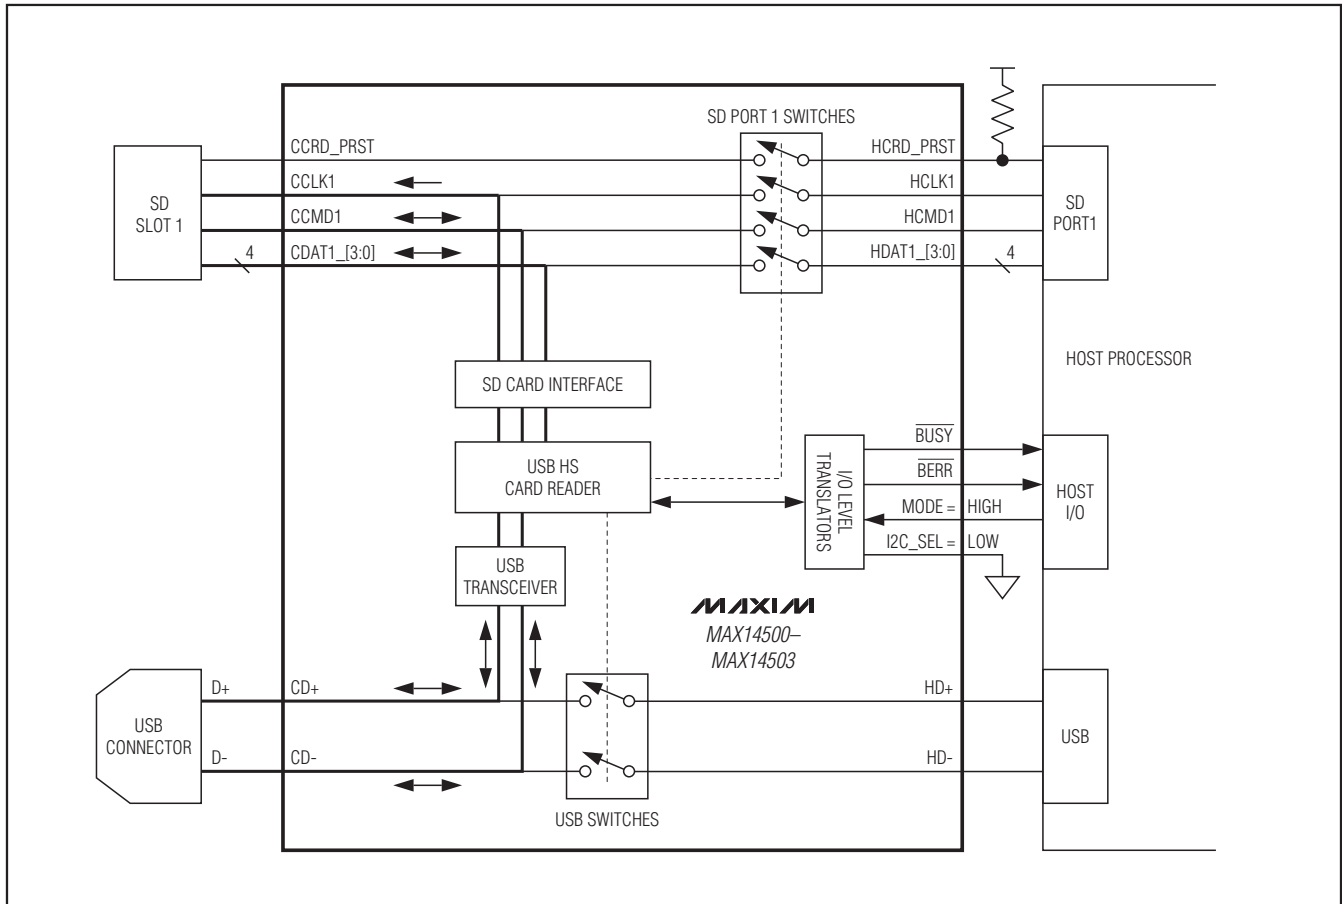 SD PORT 1 SWITCHES
CCRD_PRST
HCRD_PRST
CCLK1
HCLK1
SD
SLOT 1
CCMD1
HCMD1
SD
PORT1
4
CDAT1_[3:0]
HDAT1_[3:0]
4
HOST PROCESSOR
SD CARD INTERFACE
USB HS
CARD READER
I/O LEVEL
TRANSLATORS
BUSY
BERR
MODE = HIGH
I2C_SEL = LOW
HOST
I/O
USB
TRANSCEIVER
MAXIM
MAX14500–
MAX14503
D+
CD+
HD+
USB
CONNECTOR
USB
D-
CD-
HD-
USB SWITCHES